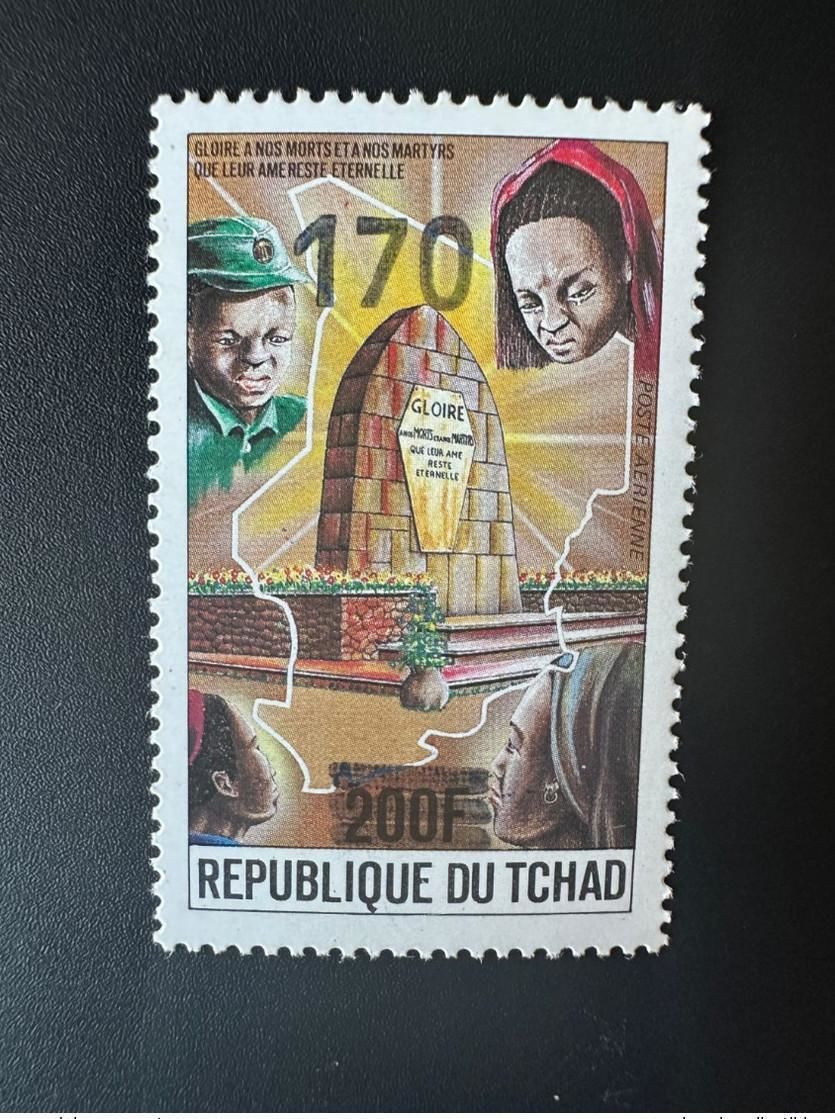 GLOIRE A NOS MORTS ET A NOS MARTYRS
QUE LEUR AME RESTE ETERNELLE
170
GLOIRE
A NOS MORTS ET A NOS MARTYRS
QUE LEUR AME
RESTE
ETERNELLE
POSTE AERIENNE
200F
REPUBLIQUE DU TCHAD